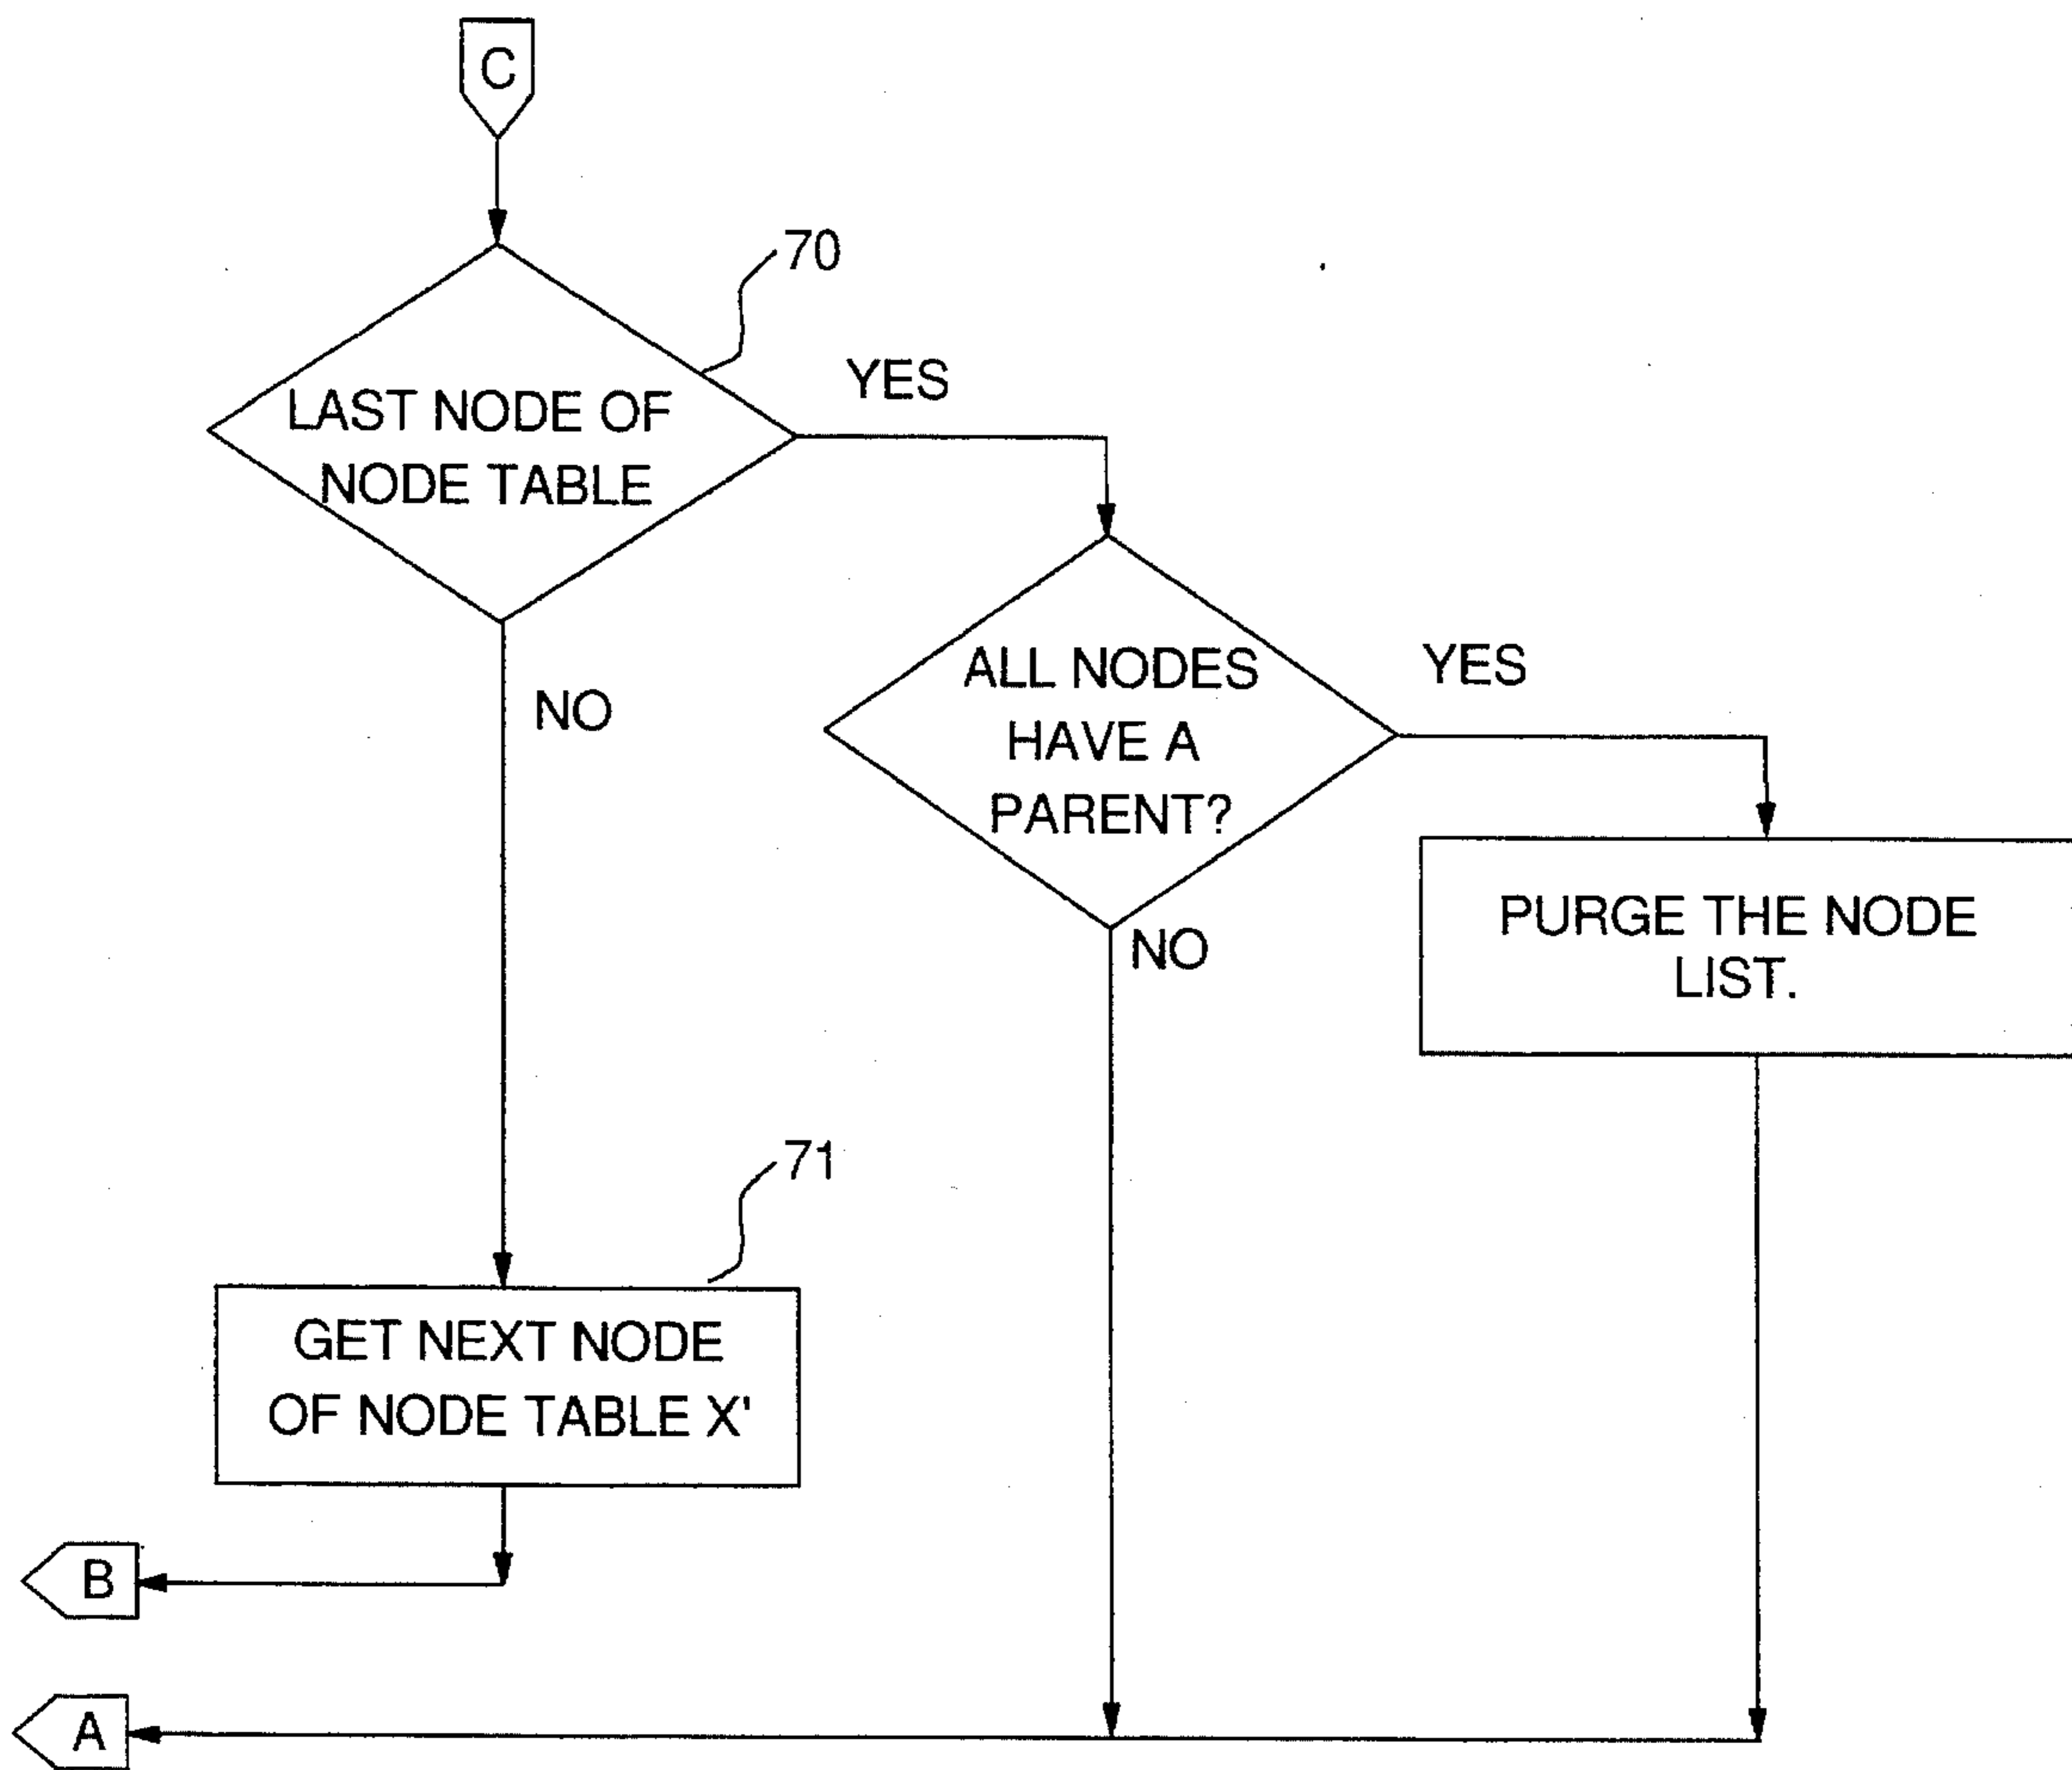 C
70
YES
LAST NODE OF
NODE TABLE
NO
ALL NODES
HAVE A
PARENT?
YES
NO
PURGE THE NODE
LIST.
71
GET NEXT NODE
OF NODE TABLE X'
B
A